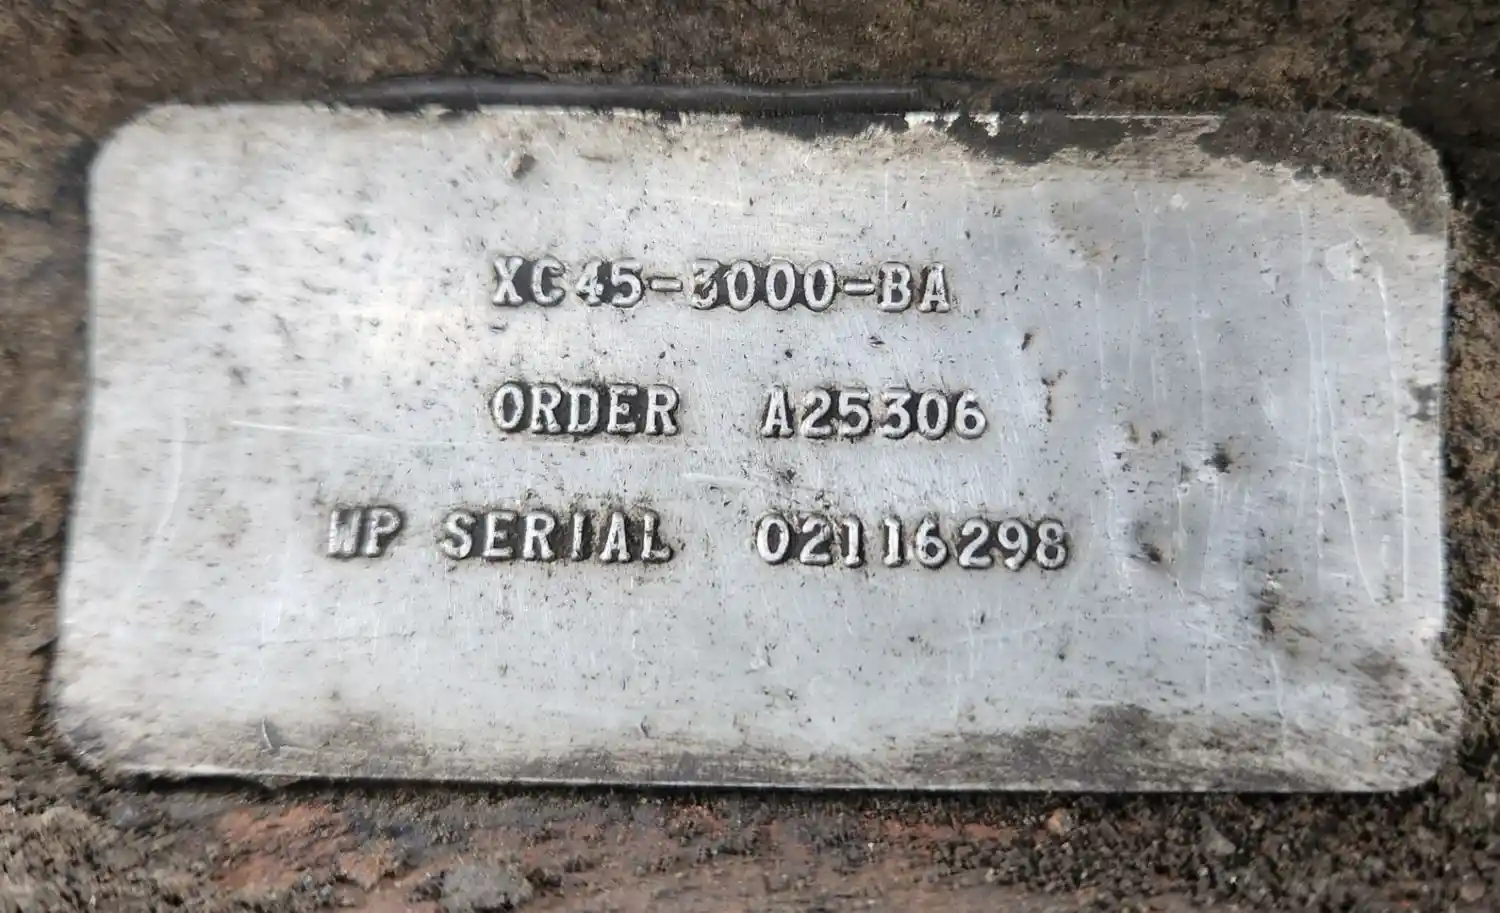 XC45-3000-BA
ORDER A25306
WP SERIAL 02116298